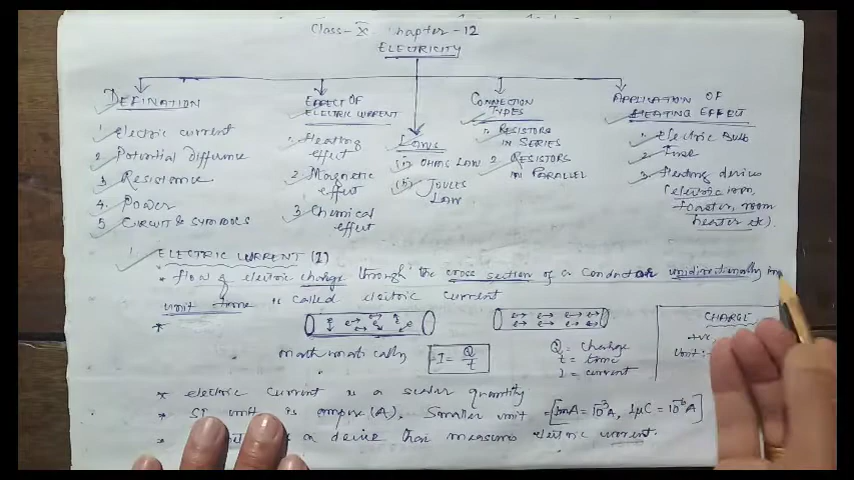 Class-X Chapter-12
ELECTRICITY
DEFINATION
1 Electric current
2 Potential difference
3 Resistance
4. Power
5 CIRCUIT & SYMBOLS
EFFECT OF
ELECTRIC CURRENT
1. Heating
effect
2 Magnetic
effect
3 Chemical
effect
LAWS
(i) OHMS LAW
(ii) JOULES
LAW
CONNECTION
TYPES
1. RESISTORS
IN SERIES
2 RESISTORS
IN PARALLEL
APPLICATION OF
HEATING EFFECT
1. Electric Bulb
2 Fuse
3. Heating device
(electric iron,
toaster, room
heater etc).
1 ELECTRIC CURRENT (I)
* flow of electric charge through the cross section of a conductor unidirectionally in
unit time is called electric current
*
mathematically I = Q/t
Q = charge
t = time
I = current
CHARGE
+ve
Unit:-
* electric current is a scalar quantity
* SI unit is ampere (A). Smaller unit = [1mA = 10⁻³A, 1μC = 10⁻⁶A]
* a device that measures electric current.